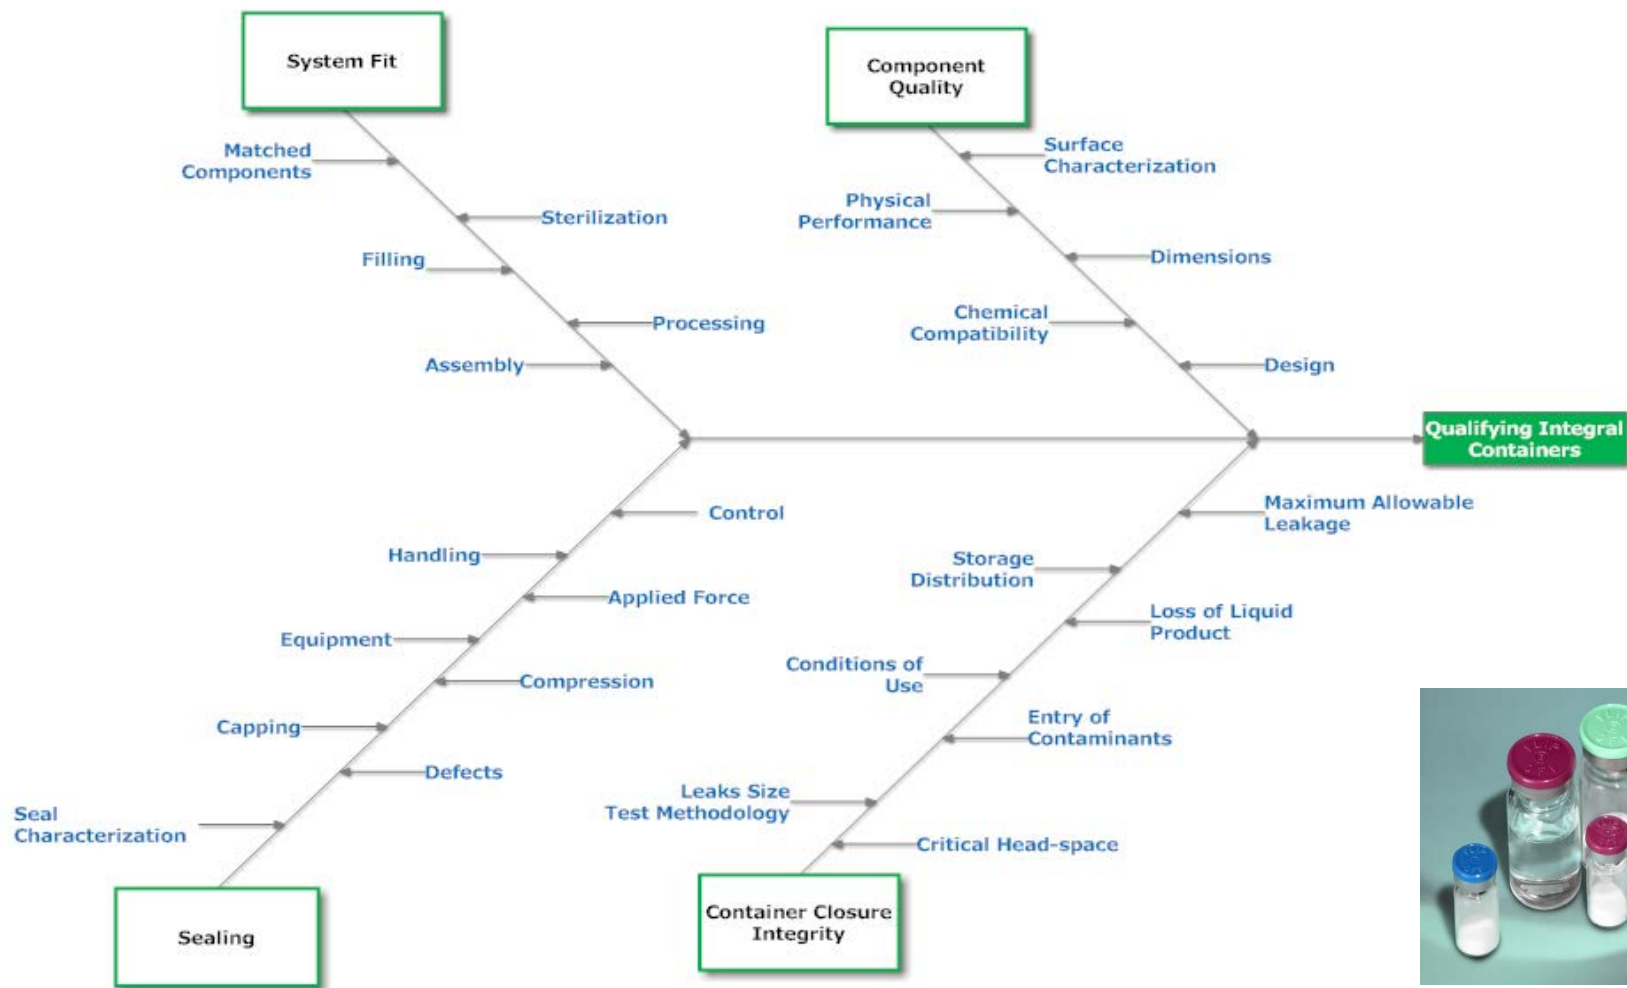 System Fit
Component
Quality
Matched
Components
Surface
Characterization
Physical
Performance
Sterilization
Filling
Dimensions
Processing
Chemical
Compatibility
Assembly
Design
Qualifying Integral
Containers
Control
Maximum Allowable
Leakage
Handling
Storage
Distribution
Applied Force
Loss of Liquid
Product
Equipment
Conditions of
Use
Compression
Capping
Entry of
Contaminants
Defects
Leaks Size
Test Methodology
Seal
Characterization
Critical Head-space
Container Closure
Integrity
Sealing